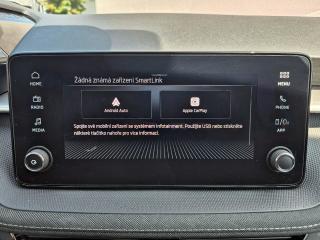 Žádná známá zařízení SmartLink
HOME
MENU
RADIO
PHONE
Android Auto
Apple CarPlay
MEDIA
APP
Spojte své mobilní zařízení se systémem infotainment. Použijte USB nebo stiskněte
některé tlačítko nahoře pro více informací.